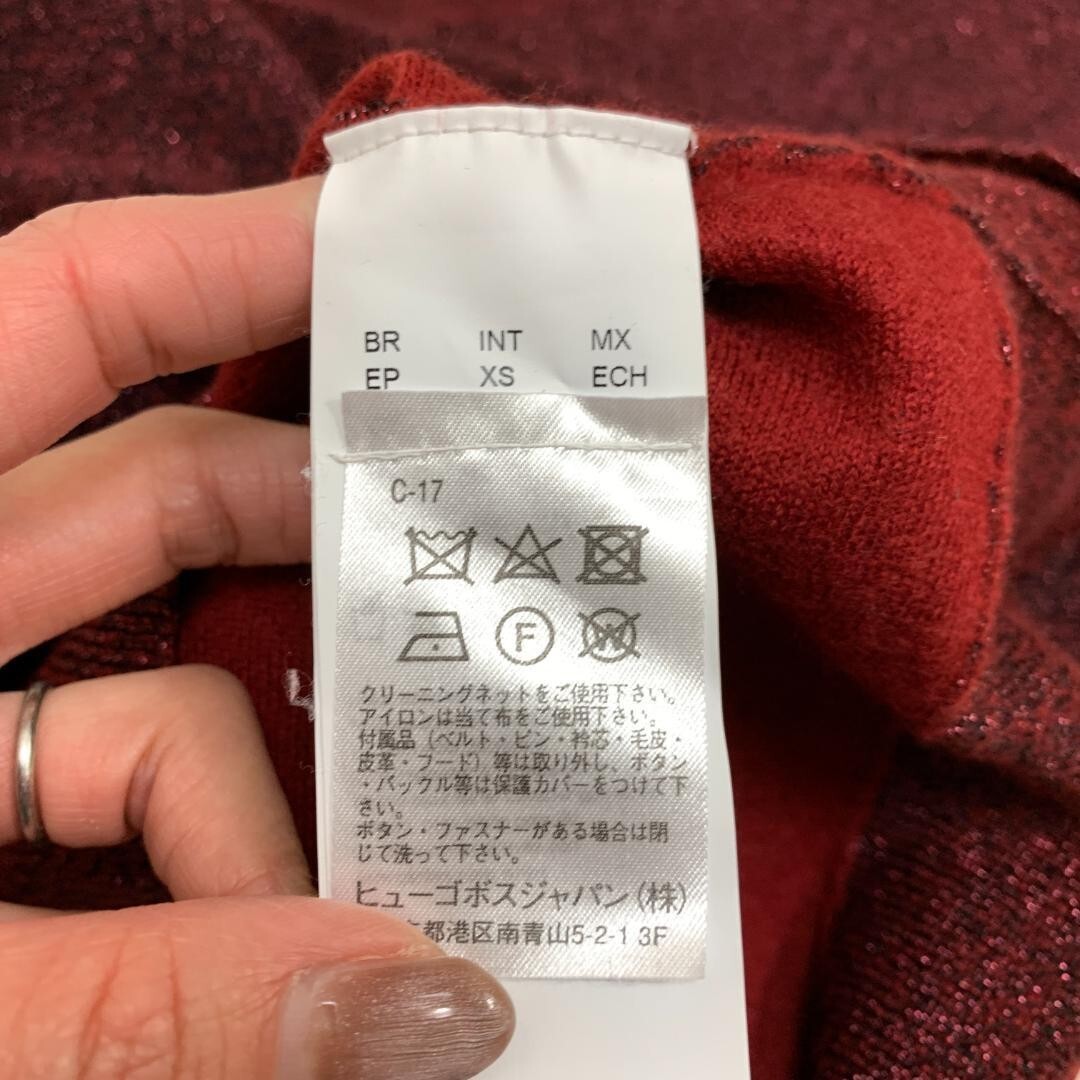 BR INT MX
EP XS ECH
C-17
F W
クリーニングネットをご使用下さい。
アイロンは当て布をご使用下さい。
付属品（ベルト・ピン・衿芯・毛皮・
皮革・フード）等は取り外し、ボタン
・バックル等は保護カバーをつけて下
さい。
ボタン・ファスナーがある場合は閉
じて洗って下さい。
ヒューゴボスジャパン(株)
都港区南青山5-2-1 3F